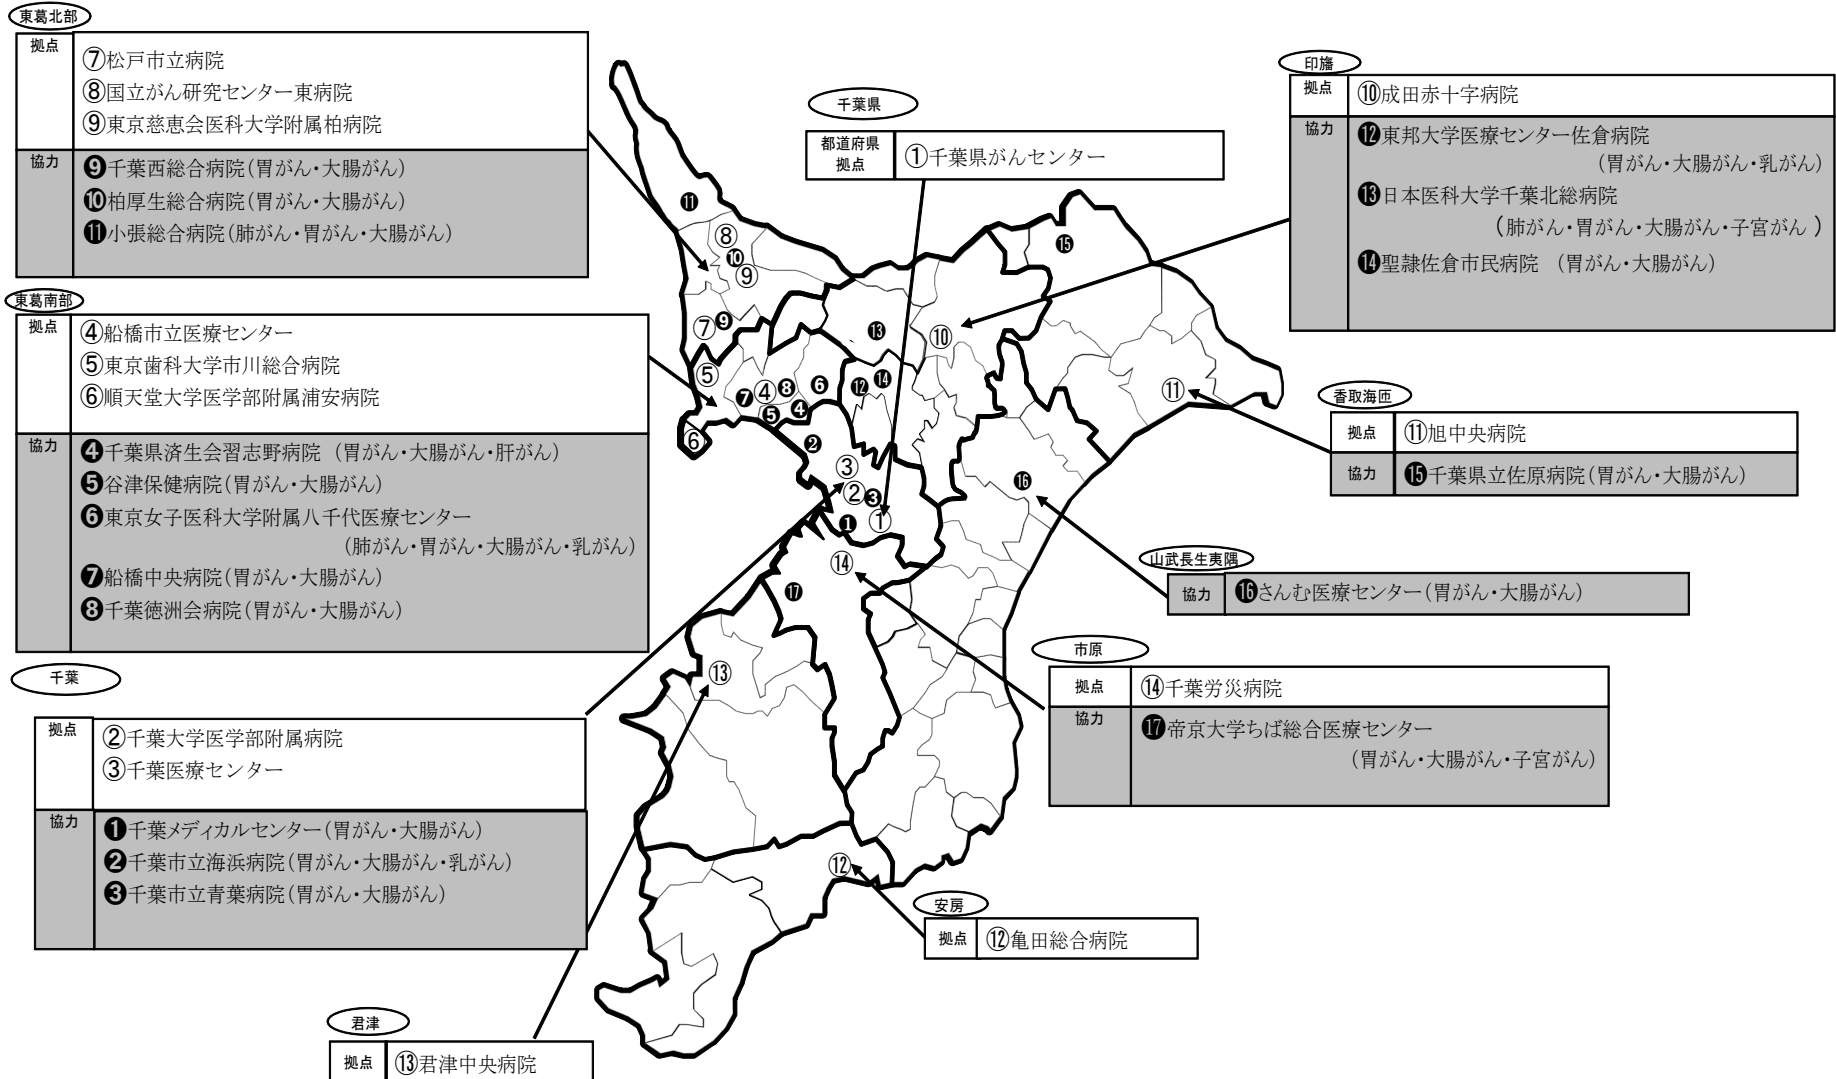 東葛北部
拠点
⑦松戸市立病院
⑧国立がん研究センター東病院
⑨東京慈恵会医科大学附属柏病院
協力
❾千葉西総合病院(胃がん・大腸がん)
❿柏厚生総合病院(胃がん・大腸がん)
⓫小張総合病院(肺がん・胃がん・大腸がん)
東葛南部
拠点
④船橋市立医療センター
⑤東京歯科大学市川総合病院
⑥順天堂大学医学部附属浦安病院
協力
❹千葉県済生会習志野病院 (胃がん・大腸がん・肝がん)
❺谷津保健病院(胃がん・大腸がん)
❻東京女子医科大学附属八千代医療センター
(肺がん・胃がん・大腸がん・乳がん)
❼船橋中央病院(胃がん・大腸がん)
❽千葉徳洲会病院(胃がん・大腸がん)
千葉
拠点
②千葉大学医学部附属病院
③千葉医療センター
協力
❶千葉メディカルセンター(胃がん・大腸がん)
❷千葉市立海浜病院(胃がん・大腸がん・乳がん)
❸千葉市立青葉病院(胃がん・大腸がん)
君津
拠点
⑬君津中央病院
千葉県
都道府県
拠点
①千葉県がんセンター
印旛
拠点
⑩成田赤十字病院
協力
⓬東邦大学医療センター佐倉病院
(胃がん・大腸がん・乳がん)
⓭日本医科大学千葉北総病院
(肺がん・胃がん・大腸がん・子宮がん )
⓮聖隷佐倉市民病院 (胃がん・大腸がん)
香取海匝
拠点
⑪旭中央病院
協力
⓯千葉県立佐原病院(胃がん・大腸がん)
山武長生夷隅
協力
⓰さんむ医療センター(胃がん・大腸がん)
市原
拠点
⑭千葉労災病院
協力
⓱帝京大学ちば総合医療センター
(胃がん・大腸がん・子宮がん)
安房
拠点
⑫亀田総合病院
⓫
⑧
❿
⑨
⑦
❾
⑤
❼
④
❽
❻
❺
❹
⑥
⓯
⓭
⑩
⓬
⓮
⑪
❷
③
②
❸
❶
①
⓰
⑭
⓱
⑬
⑫